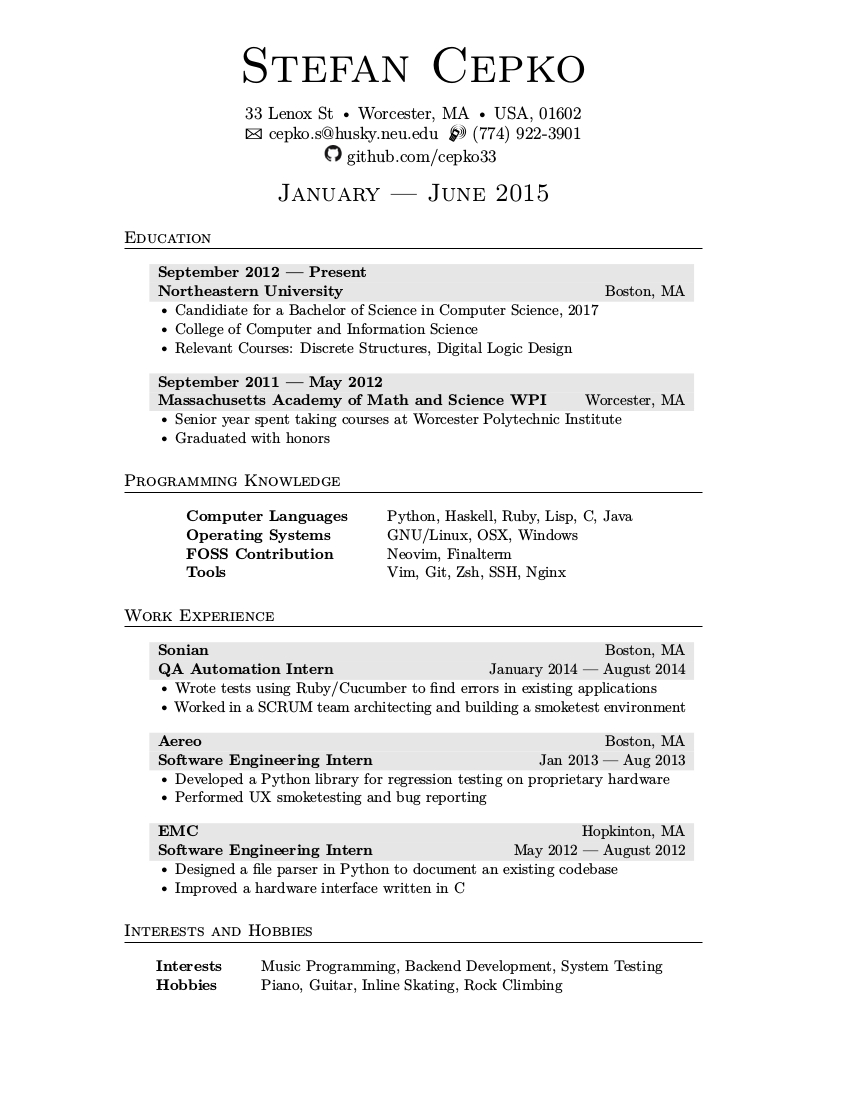 Stefan Cepko
33 Lenox St • Worcester, MA • USA, 01602
cepko.s@husky.neu.edu (774) 922-3901
github.com/cepko33
January — June 2015
Education
September 2012 — Present
Northeastern University Boston, MA
• Candidiate for a Bachelor of Science in Computer Science, 2017
• College of Computer and Information Science
• Relevant Courses: Discrete Structures, Digital Logic Design
September 2011 — May 2012
Massachusetts Academy of Math and Science WPI Worcester, MA
• Senior year spent taking courses at Worcester Polytechnic Institute
• Graduated with honors
Programming Knowledge
Computer Languages Python, Haskell, Ruby, Lisp, C, Java
Operating Systems GNU/Linux, OSX, Windows
FOSS Contribution Neovim, Finalterm
Tools Vim, Git, Zsh, SSH, Nginx
Work Experience
Sonian Boston, MA
QA Automation Intern January 2014 — August 2014
• Wrote tests using Ruby/Cucumber to find errors in existing applications
• Worked in a SCRUM team architecting and building a smoketest environment
Aereo Boston, MA
Software Engineering Intern Jan 2013 — Aug 2013
• Developed a Python library for regression testing on proprietary hardware
• Performed UX smoketesting and bug reporting
EMC Hopkinton, MA
Software Engineering Intern May 2012 — August 2012
• Designed a file parser in Python to document an existing codebase
• Improved a hardware interface written in C
Interests and Hobbies
Interests Music Programming, Backend Development, System Testing
Hobbies Piano, Guitar, Inline Skating, Rock Climbing